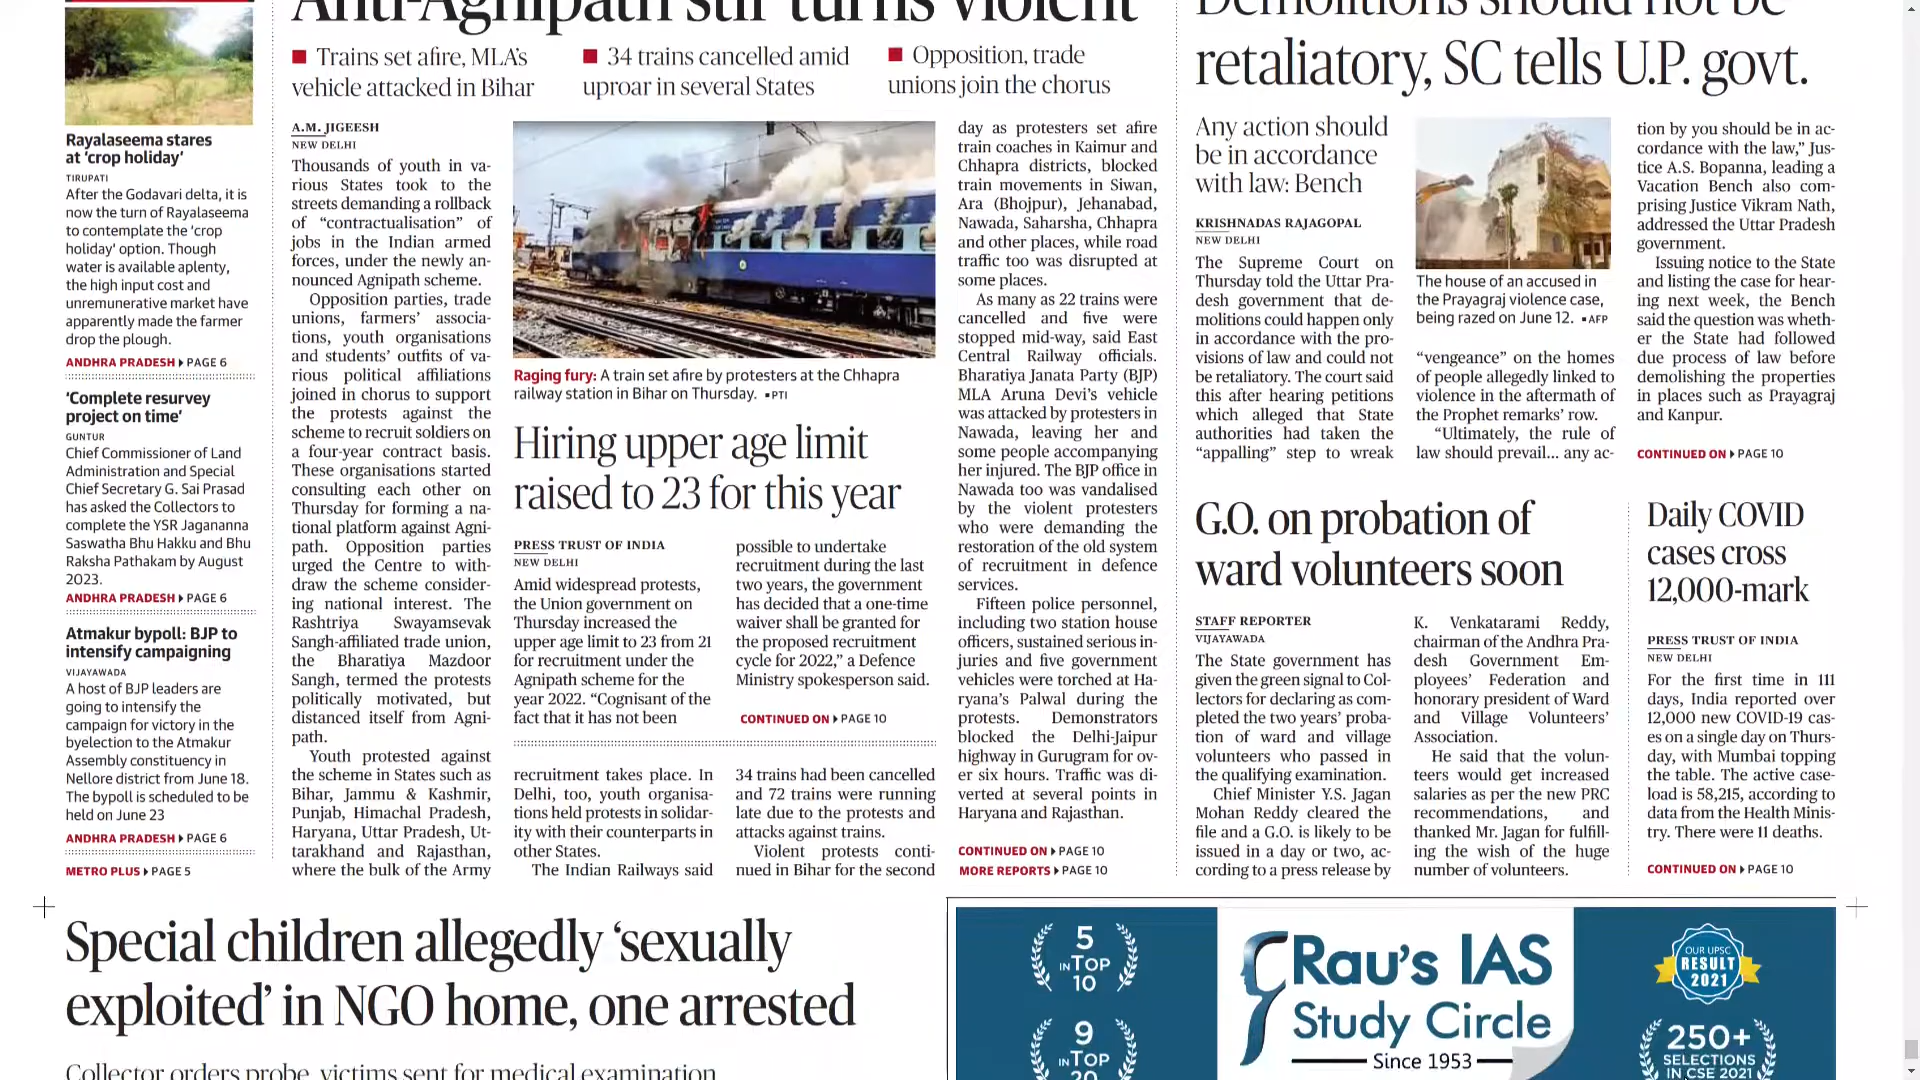 Anti-Agnipath stir turns violent
■ Trains set afire, MLA's
vehicle attacked in Bihar
■ 34 trains cancelled amid
uproar in several States
■ Opposition, trade
unions join the chorus
Demolitions should not be
retaliatory, SC tells U.P. govt.
Rayalaseema stares
at 'crop holiday'
TIRUPATI
After the Godavari delta, it is
now the turn of Rayalaseema
to contemplate the 'crop
holiday' option. Though
water is available aplenty,
the high input cost and
unremunerative market have
apparently made the farmer
drop the plough.
ANDHRA PRADESH ▸ PAGE 6
'Complete resurvey
project on time'
GUNTUR
Chief Commissioner of Land
Administration and Special
Chief Secretary G. Sai Prasad
has asked the Collectors to
complete the YSR Jagananna
Saswatha Bhu Hakku and Bhu
Raksha Pathakam by August
2023.
ANDHRA PRADESH ▸ PAGE 6
Atmakur bypoll: BJP to
intensify campaigning
VIJAYAWADA
A host of BJP leaders are
going to intensify the
campaign for victory in the
byelection to the Atmakur
Assembly constituency in
Nellore district from June 18.
The bypoll is scheduled to be
held on June 23
ANDHRA PRADESH ▸ PAGE 6
METRO PLUS ▸ PAGE 5
A.M. JIGEESH
NEW DELHI
Thousands of youth in va-
rious States took to the
streets demanding a rollback
of "contractualisation" of
jobs in the Indian armed
forces, under the newly an-
nounced Agnipath scheme.
Opposition parties, trade
unions, farmers' associa-
tions, youth organisations
and students' outfits of va-
rious political affiliations
joined in chorus to support
the protests against the
scheme to recruit soldiers on
a four-year contract basis.
These organisations started
consulting each other on
Thursday for forming a na-
tional platform against Agni-
path. Opposition parties
urged the Centre to with-
draw the scheme consider-
ing national interest. The
Rashtriya Swayamsevak
Sangh-affiliated trade union,
the Bharatiya Mazdoor
Sangh, termed the protests
politically motivated, but
distanced itself from Agni-
path.
Youth protested against
the scheme in States such as
Bihar, Jammu & Kashmir,
Punjab, Himachal Pradesh,
Haryana, Uttar Pradesh, Ut-
tarakhand and Rajasthan,
where the bulk of the Army
Raging fury: A train set afire by protesters at the Chhapra
railway station in Bihar on Thursday. ▪PTI
Hiring upper age limit
raised to 23 for this year
PRESS TRUST OF INDIA
NEW DELHI
Amid widespread protests,
the Union government on
Thursday increased the
upper age limit to 23 from 21
for recruitment under the
Agnipath scheme for the
year 2022. "Cognisant of the
fact that it has not been
possible to undertake
recruitment during the last
two years, the government
has decided that a one-time
waiver shall be granted for
the proposed recruitment
cycle for 2022," a Defence
Ministry spokesperson said.
CONTINUED ON ▸ PAGE 10
recruitment takes place. In
Delhi, too, youth organisa-
tions held protests in solidar-
ity with their counterparts in
other States.
The Indian Railways said
34 trains had been cancelled
and 72 trains were running
late due to the protests and
attacks against trains.
Violent protests conti-
nued in Bihar for the second
day as protesters set afire
train coaches in Kaimur and
Chhapra districts, blocked
train movements in Siwan,
Ara (Bhojpur), Jehanabad,
Nawada, Saharsha, Chhapra
and other places, while road
traffic too was disrupted at
some places.
As many as 22 trains were
cancelled and five were
stopped mid-way, said East
Central Railway officials.
Bharatiya Janata Party (BJP)
MLA Aruna Devi's vehicle
was attacked by protesters in
Nawada, leaving her and
some people accompanying
her injured. The BJP office in
Nawada too was vandalised
by the violent protesters
who were demanding the
restoration of the old system
of recruitment in defence
services.
Fifteen police personnel,
including two station house
officers, sustained serious in-
juries and five government
vehicles were torched at Ha-
ryana's Palwal during the
protests. Demonstrators
blocked the Delhi-Jaipur
highway in Gurugram for ov-
er six hours. Traffic was di-
verted at several points in
Haryana and Rajasthan.
CONTINUED ON ▸ PAGE 10
MORE REPORTS ▸ PAGE 10
Any action should
be in accordance
with law: Bench
KRISHNADAS RAJAGOPAL
NEW DELHI
The Supreme Court on
Thursday told the Uttar Pra-
desh government that de-
molitions could happen only
in accordance with the pro-
visions of law and could not
be retaliatory. The court said
this after hearing petitions
which alleged that State
authorities had taken the
"appalling" step to wreak
The house of an accused in
the Prayagraj violence case,
being razed on June 12. ▪AFP
"vengeance" on the homes
of people allegedly linked to
violence in the aftermath of
the Prophet remarks' row.
"Ultimately, the rule of
law should prevail... any ac-
tion by you should be in ac-
cordance with the law," Jus-
tice A.S. Bopanna, leading a
Vacation Bench also com-
prising Justice Vikram Nath,
addressed the Uttar Pradesh
government.
Issuing notice to the State
and listing the case for hear-
ing next week, the Bench
said the question was wheth-
er the State had followed
due process of law before
demolishing the properties
in places such as Prayagraj
and Kanpur.
CONTINUED ON ▸ PAGE 10
G.O. on probation of
ward volunteers soon
STAFF REPORTER
VIJAYAWADA
The State government has
given the green signal to Col-
lectors for declaring as com-
pleted the two years' proba-
tion of ward and village
volunteers who passed in
the qualifying examination.
Chief Minister Y.S. Jagan
Mohan Reddy cleared the
file and a G.O. is likely to be
issued in a day or two, ac-
cording to a press release by
K. Venkatarami Reddy,
chairman of the Andhra Pra-
desh Government Em-
ployees' Federation and
honorary president of Ward
and Village Volunteers'
Association.
He said that the volun-
teers would get increased
salaries as per the new PRC
recommendations, and
thanked Mr. Jagan for fulfill-
ing the wish of the huge
number of volunteers.
Daily COVID
cases cross
12,000-mark
PRESS TRUST OF INDIA
NEW DELHI
For the first time in 111
days, India reported over
12,000 new COVID-19 cas-
es on a single day on Thurs-
day, with Mumbai topping
the table. The active case-
load is 58,215, according to
data from the Health Minis-
try. There were 11 deaths.
CONTINUED ON ▸ PAGE 10
Special children allegedly 'sexually
exploited' in NGO home, one arrested
Collector orders probe, victims sent for medical examination
5
IN TOP
10
9
IN TOP
20
Rau's IAS
Study Circle
Since 1953
OUR UPSC
RESULT
2021
250+
SELECTIONS
IN CSE 2021